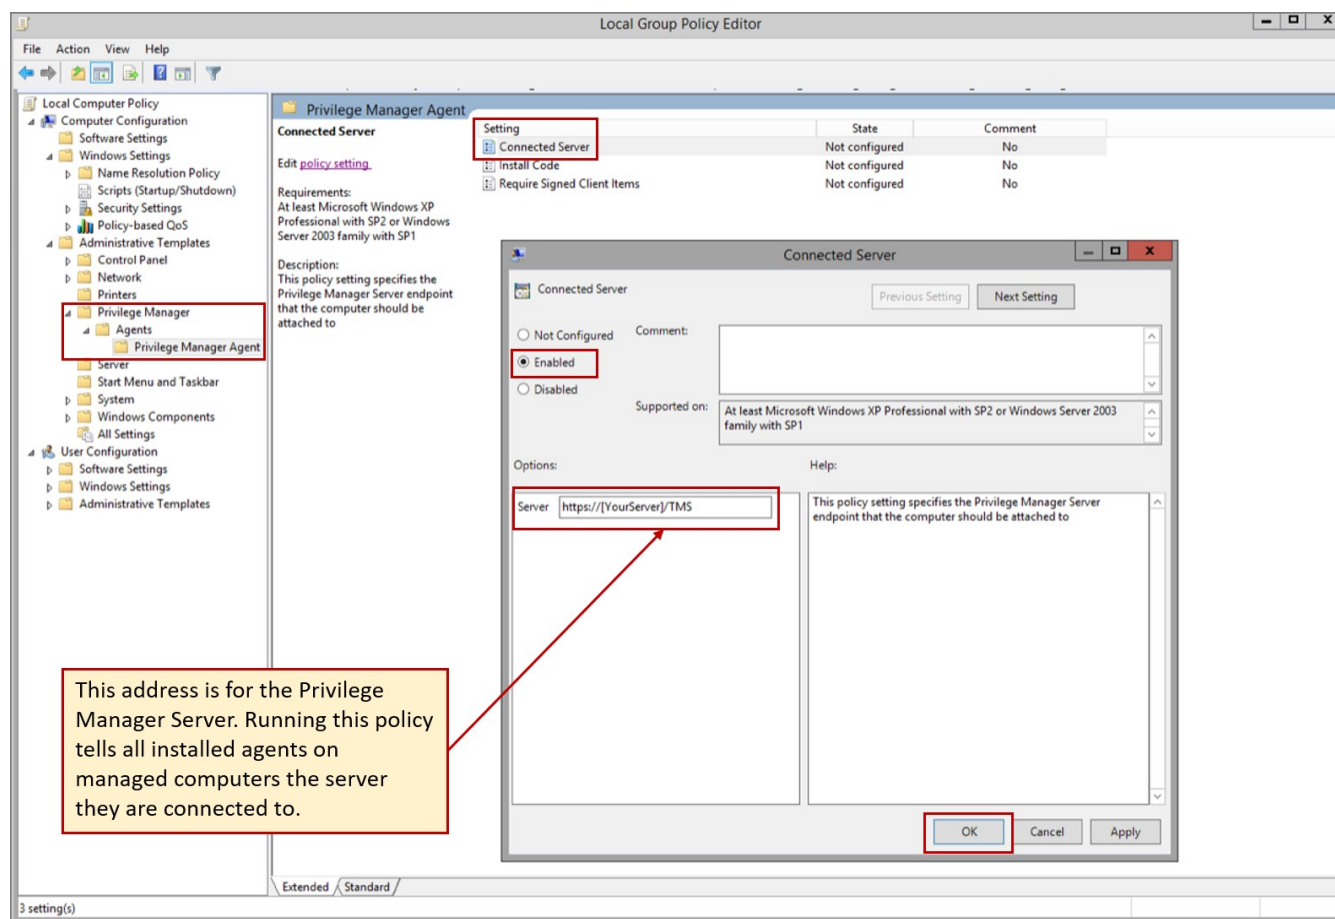 Local Group Policy Editor
File Action View Help
Local Computer Policy
Computer Configuration
Software Settings
Windows Settings
Name Resolution Policy
Scripts (Startup/Shutdown)
Security Settings
Policy-based QoS
Administrative Templates
Control Panel
Network
Printers
Privilege Manager
Agents
Privilege Manager Agent
Server
Start Menu and Taskbar
System
Windows Components
All Settings
User Configuration
Software Settings
Windows Settings
Administrative Templates
Privilege Manager Agent
Connected Server
Edit policy setting
Requirements:
At least Microsoft Windows XP
Professional with SP2 or Windows
Server 2003 family with SP1
Description:
This policy setting specifies the
Privilege Manager Server endpoint
that the computer should be
attached to
Setting State Comment
Connected Server Not configured No
Install Code Not configured No
Require Signed Client Items Not configured No
Connected Server
Connected Server
Previous Setting Next Setting
Not Configured
Enabled
Disabled
Comment:
Supported on:
At least Microsoft Windows XP Professional with SP2 or Windows Server 2003
family with SP1
Options:
Help:
Server https://[YourServer]/TMS
This policy setting specifies the Privilege Manager Server
endpoint that the computer should be attached to
OK Cancel Apply
This address is for the Privilege
Manager Server. Running this policy
tells all installed agents on
managed computers the server
they are connected to.
Extended Standard
3 setting(s)